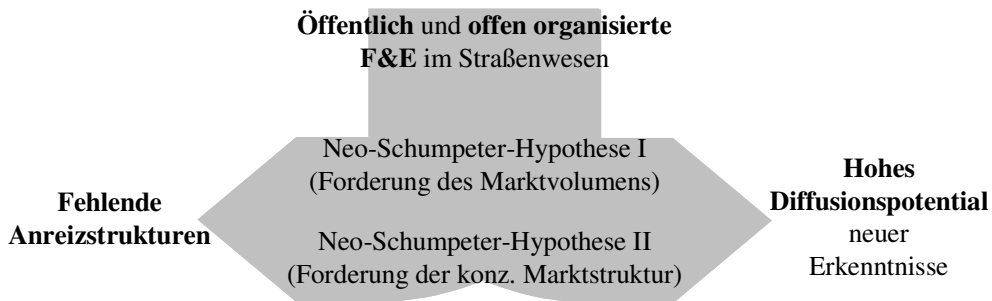 Öffentlich und offen organisierte
F&E im Straßenwesen
Neo-Schumpeter-Hypothese I
(Forderung des Marktvolumens)
Neo-Schumpeter-Hypothese II
(Forderung der konz. Marktstruktur)
Fehlende
Anreizstrukturen
Hohes
Diffusionspotential
neuer
Erkenntnisse